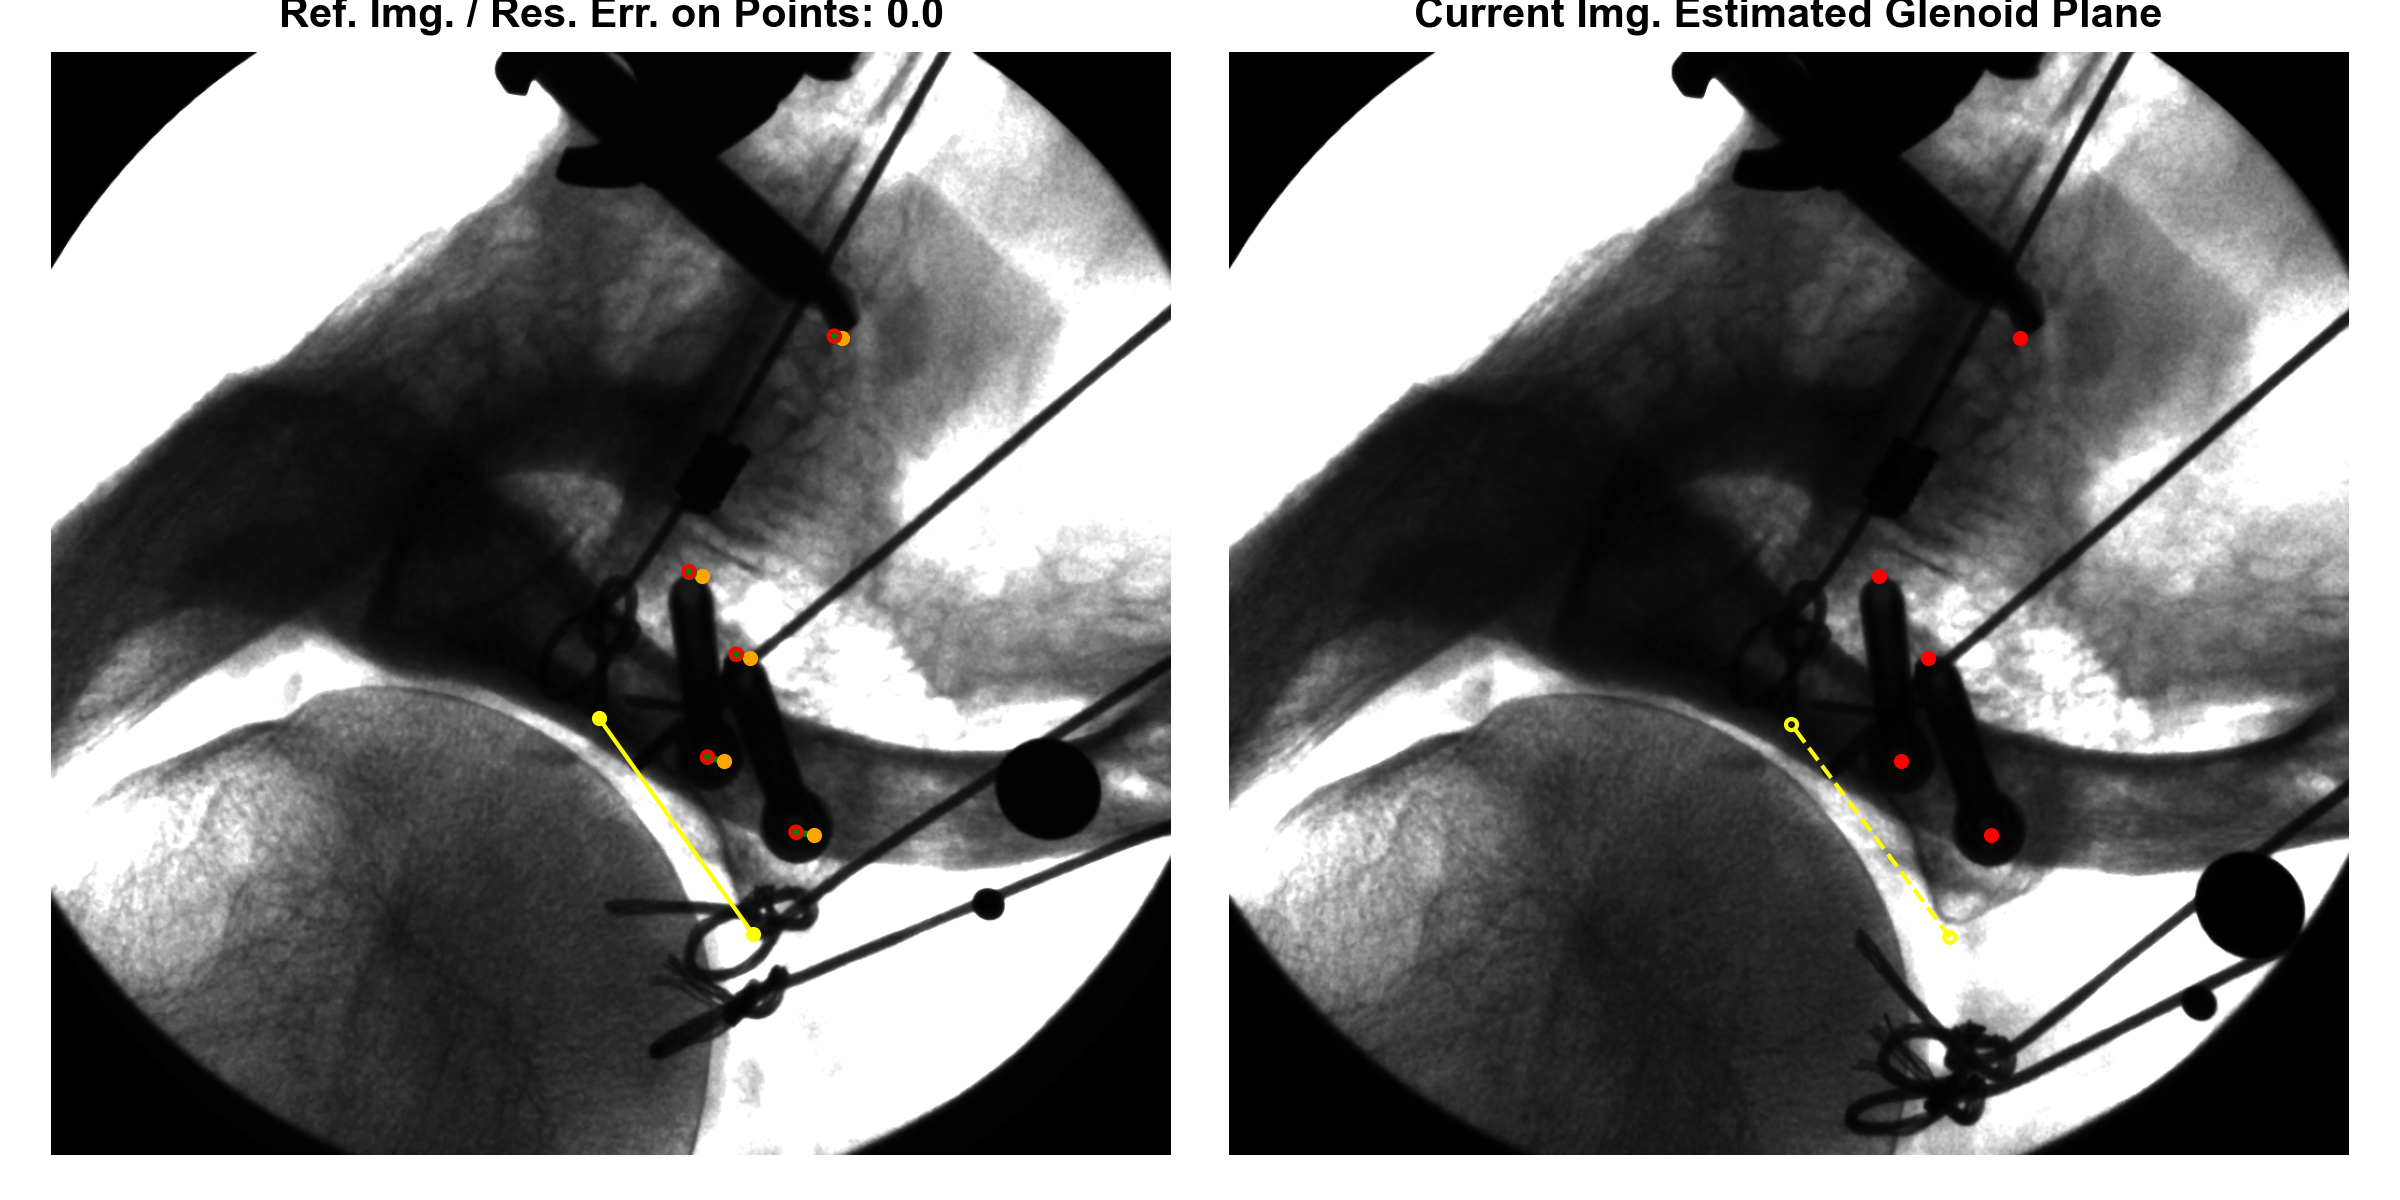 Ref. Img. / Res. Err. on Points: 0.0
Current Img. Estimated Glenoid Plane